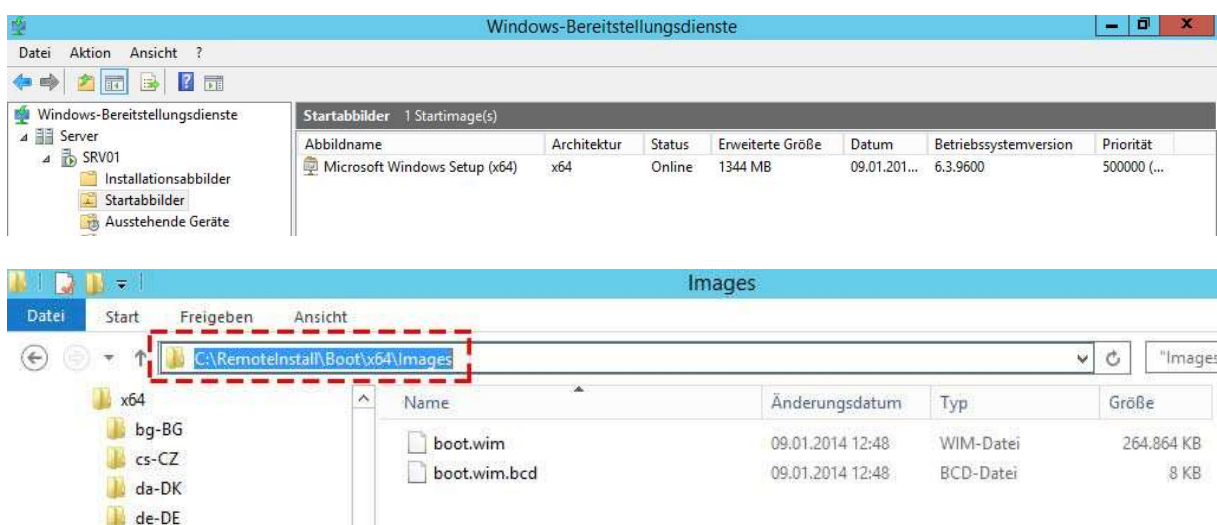 Windows-Bereitstellungsdienste
Datei Aktion Ansicht ?
Windows-Bereitstellungsdienste
Server
SRV01
Installationsabbilder
Startabbilder
Ausstehende Geräte
Startabbilder 1 Startimage(s)
Abbildname Architektur Status Erweiterte Größe Datum Betriebssystemversion Priorität
Microsoft Windows Setup (x64) x64 Online 1344 MB 09.01.201... 6.3.9600 500000 (...
Images
Datei Start Freigeben Ansicht
C:\RemoteInstall\Boot\x64\Images
"Images
x64
bg-BG
cs-CZ
da-DK
de-DE
Name Änderungsdatum Typ Größe
boot.wim 09.01.2014 12:48 WIM-Datei 264.864 KB
boot.wim.bcd 09.01.2014 12:48 BCD-Datei 8 KB